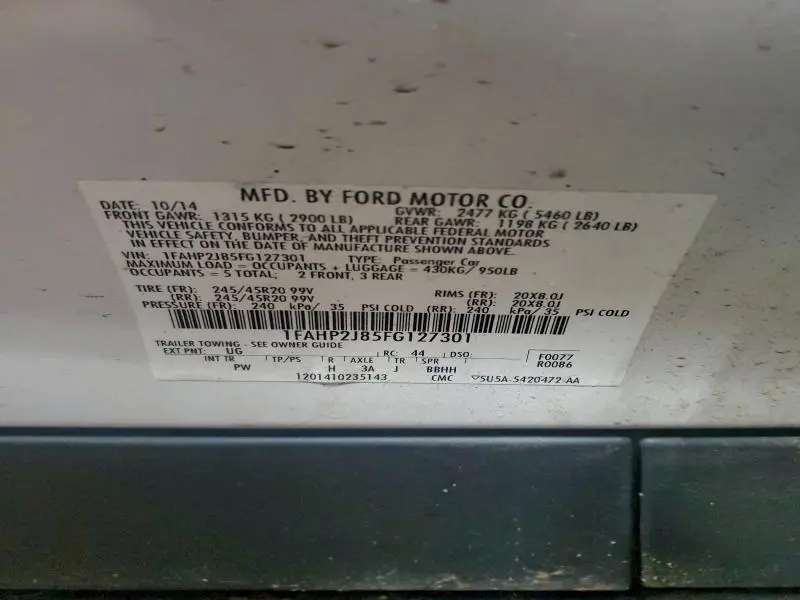 MFD. BY FORD MOTOR CO.
DATE: 10/14 GVWR: 2477 KG ( 5460 LB)
FRONT GAWR: 1315 KG ( 2900 LB) REAR GAWR: 1198 KG ( 2640 LB)
THIS VEHICLE CONFORMS TO ALL APPLICABLE FEDERAL MOTOR
VEHICLE SAFETY, BUMPER, AND THEFT PREVENTION STANDARDS
IN EFFECT ON THE DATE OF MANUFACTURE SHOWN ABOVE.
VIN: 1FAHP2J85FG127301 TYPE: Passenger Car
MAXIMUM LOAD = OCCUPANTS + LUGGAGE = 430KG/ 950LB
OCCUPANTS = 5 TOTAL; 2 FRONT, 3 REAR
TIRE (FR): 245/45R20 99V RIMS (FR): 20X8.0J
(RR): 245/45R20 99V (RR): 20X8.0J
PRESSURE (FR): 240 kPa/ 35 PSI COLD (RR): 240 kPa/ 35 PSI COLD
1FAHP2J85FG127301
TRAILER TOWING - SEE OWNER GUIDE
EXT PNT: UG RC: 44 DSO: F0077
INT TR TP/PS R AXLE TR SPR R0086
PW H 3A J BBHH
1201410235143 CMC ▽5U5A-5420472-AA